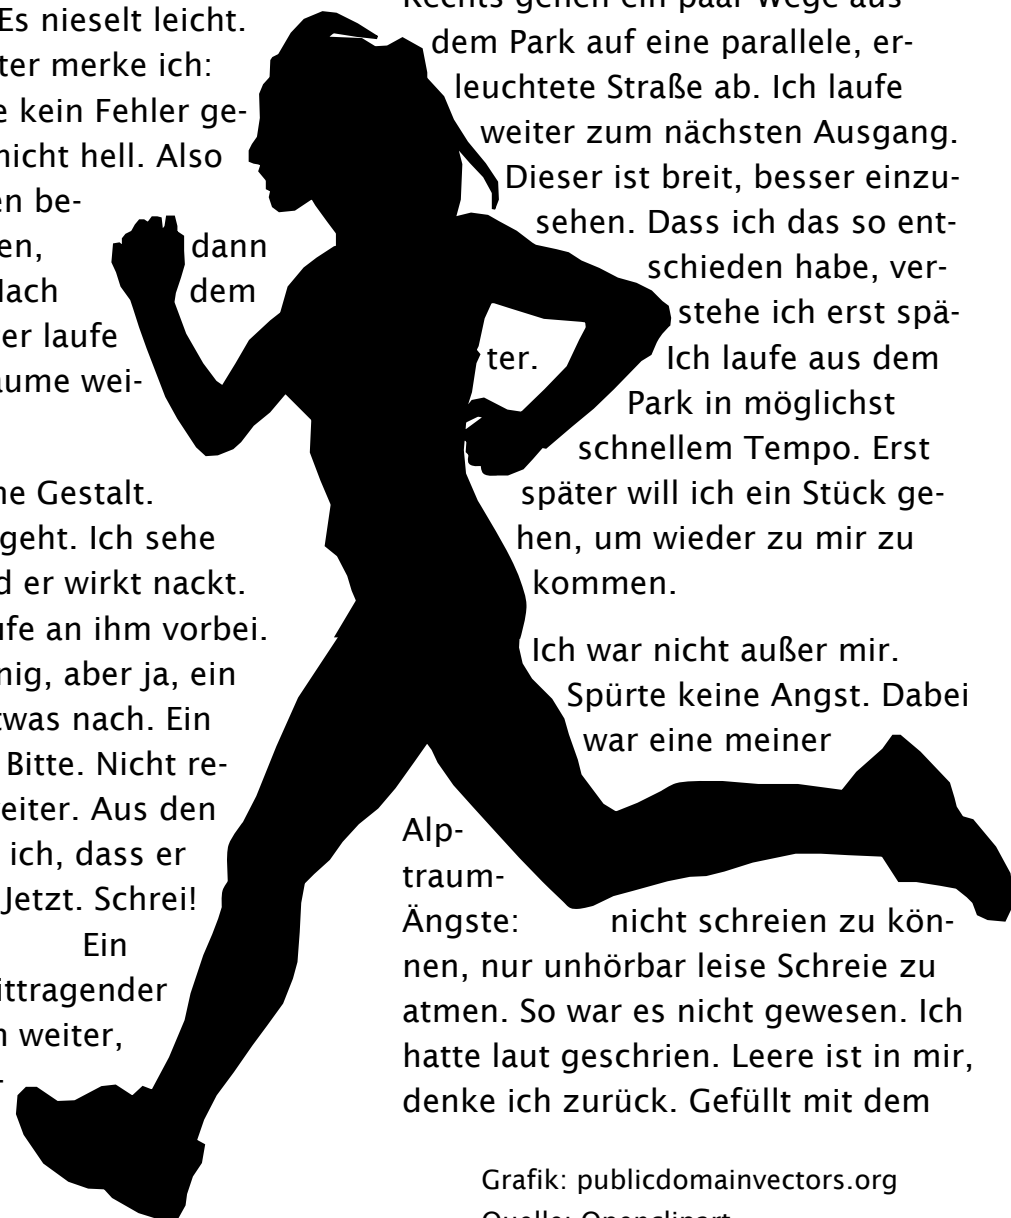 Es nieselt leicht.
ter merke ich:
kein Fehler ge-
nicht hell. Also
en be-
en, dann
dem
er laufe
wei-
Gestalt.
geht. Ich sehe
er wirkt nackt.
an ihm vorbei.
aber ja, ein
nach. Ein
Bitte. Nicht re-
Aus den
ich, dass er
Jetzt. Schrei!
Ein
weiter,
Rechts gehen ein paar Wege aus
dem Park auf eine parallele, er-
leuchtete Straße ab. Ich laufe
weiter zum nächsten Ausgang.
Dieser ist breit, besser einzu-
sehen. Dass ich das so ent-
schieden habe, ver-
stehe ich erst spä-
ter. Ich laufe aus dem
Park in möglichst
schnellem Tempo. Erst
später will ich ein Stück ge-
hen, um wieder zu mir zu
kommen.
Ich war nicht außer mir.
Spürte keine Angst. Dabei
war eine meiner
Alp-
traum-
Ängste: nicht schreien zu kön-
nen, nur unhörbar leise Schreie zu
atmen. So war es nicht gewesen. Ich
hatte laut geschrien. Leere ist in mir,
denke ich zurück. Gefüllt mit dem
Grafik: publicdomainvectors.org
Quelle: Openclipart